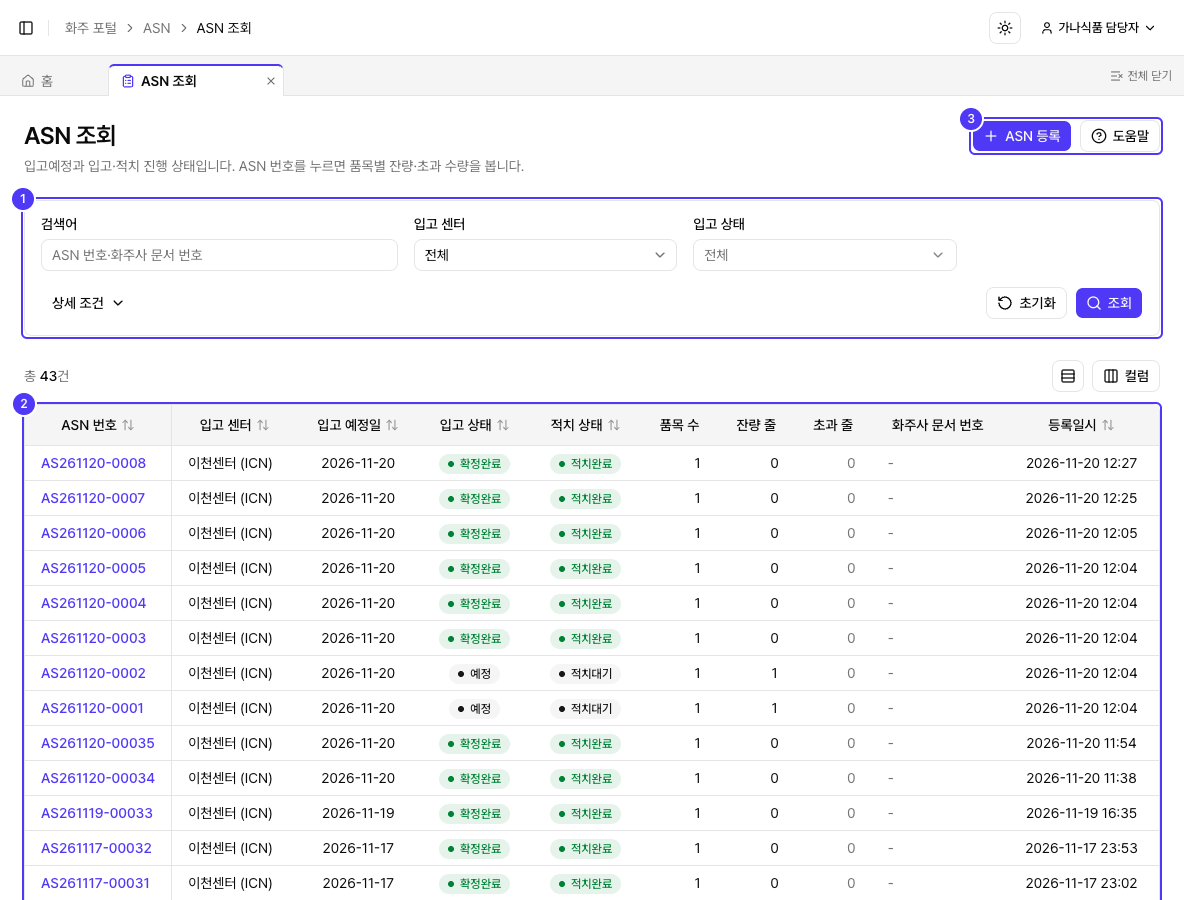 화주 포털 > ASN > ASN 조회
가나식품 담당자
홈
ASN 조회
전체 닫기
ASN 조회
3
ASN 등록
도움말
입고예정과 입고·적치 진행 상태입니다. ASN 번호를 누르면 품목별 잔량·초과 수량을 봅니다.
1
검색어 입고 센터 입고 상태
ASN 번호·화주사 문서 번호 전체 전체
상세 조건 초기화 조회
총 43건 컬럼
2
ASN 번호 입고 센터 입고 예정일 입고 상태 적치 상태 품목 수 잔량 줄 초과 줄 화주사 문서 번호 등록일시
AS261120-0008 이천센터 (ICN) 2026-11-20 확정완료 적치완료 1 0 0 - 2026-11-20 12:27
AS261120-0007 이천센터 (ICN) 2026-11-20 확정완료 적치완료 1 0 0 - 2026-11-20 12:25
AS261120-0006 이천센터 (ICN) 2026-11-20 확정완료 적치완료 1 0 0 - 2026-11-20 12:05
AS261120-0005 이천센터 (ICN) 2026-11-20 확정완료 적치완료 1 0 0 - 2026-11-20 12:04
AS261120-0004 이천센터 (ICN) 2026-11-20 확정완료 적치완료 1 0 0 - 2026-11-20 12:04
AS261120-0003 이천센터 (ICN) 2026-11-20 확정완료 적치완료 1 0 0 - 2026-11-20 12:04
AS261120-0002 이천센터 (ICN) 2026-11-20 예정 적치대기 1 1 0 - 2026-11-20 12:04
AS261120-0001 이천센터 (ICN) 2026-11-20 예정 적치대기 1 1 0 - 2026-11-20 12:04
AS261120-00035 이천센터 (ICN) 2026-11-20 확정완료 적치완료 1 0 0 - 2026-11-20 11:54
AS261120-00034 이천센터 (ICN) 2026-11-20 확정완료 적치완료 1 0 0 - 2026-11-20 11:38
AS261119-00033 이천센터 (ICN) 2026-11-19 확정완료 적치완료 1 0 0 - 2026-11-19 16:35
AS261117-00032 이천센터 (ICN) 2026-11-17 확정완료 적치완료 1 0 0 - 2026-11-17 23:53
AS261117-00031 이천센터 (ICN) 2026-11-17 확정완료 적치완료 1 0 0 - 2026-11-17 23:02